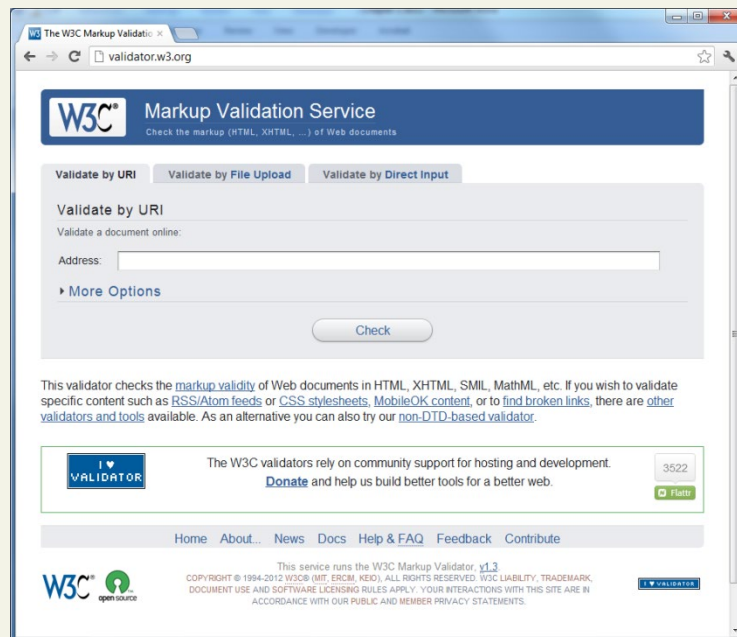 The W3C Markup Validatio
validator.w3.org
W3C® Markup Validation Service
Check the markup (HTML, XHTML, ...) of Web documents
Validate by URI Validate by File Upload Validate by Direct Input
Validate by URI
Validate a document online:
Address:
More Options
Check
This validator checks the markup validity of Web documents in HTML, XHTML, SMIL, MathML, etc. If you wish to validate
specific content such as RSS/Atom feeds or CSS stylesheets, MobileOK content, or to find broken links, there are other
validators and tools available. As an alternative you can also try our non-DTD-based validator.
I ♥
VALIDATOR
The W3C validators rely on community support for hosting and development.
Donate and help us build better tools for a better web.
3522
Flattr
Home About... News Docs Help & FAQ Feedback Contribute
W3C®
open source
This service runs the W3C Markup Validator, v1.3.
COPYRIGHT © 1994-2012 W3C® (MIT, ERCIM, KEIO), ALL RIGHTS RESERVED. W3C LIABILITY, TRADEMARK,
DOCUMENT USE AND SOFTWARE LICENSING RULES APPLY. YOUR INTERACTIONS WITH THIS SITE ARE IN
ACCORDANCE WITH OUR PUBLIC AND MEMBER PRIVACY STATEMENTS.
I ♥ VALIDATOR